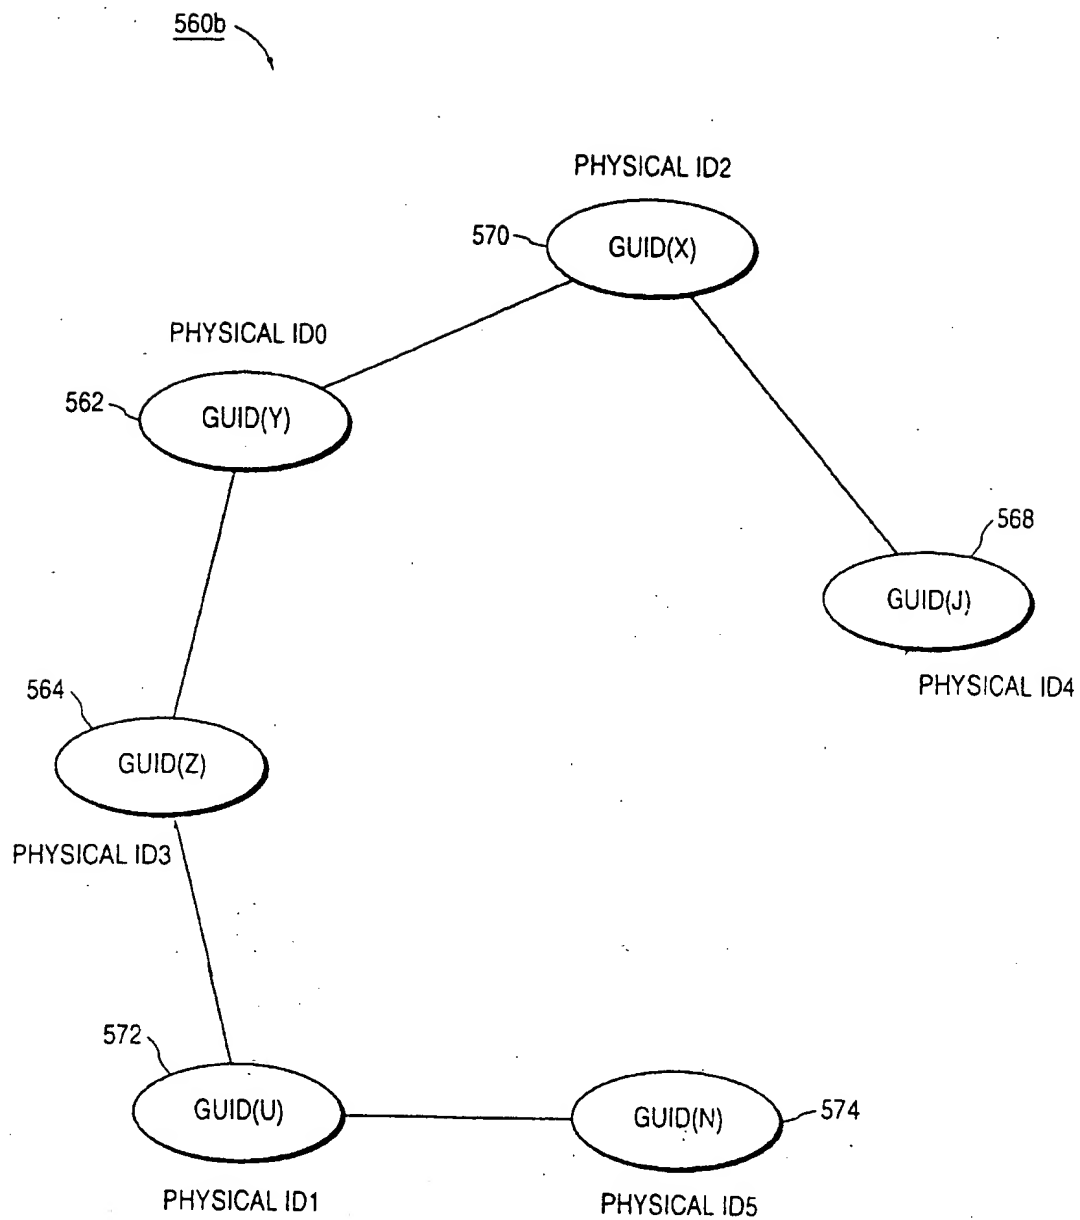 560b
PHYSICAL ID2
570
GUID(X)
PHYSICAL ID0
562
GUID(Y)
568
GUID(J)
PHYSICAL ID4
564
GUID(Z)
PHYSICAL ID3
572
GUID(U)
GUID(N)
574
PHYSICAL ID1
PHYSICAL ID5